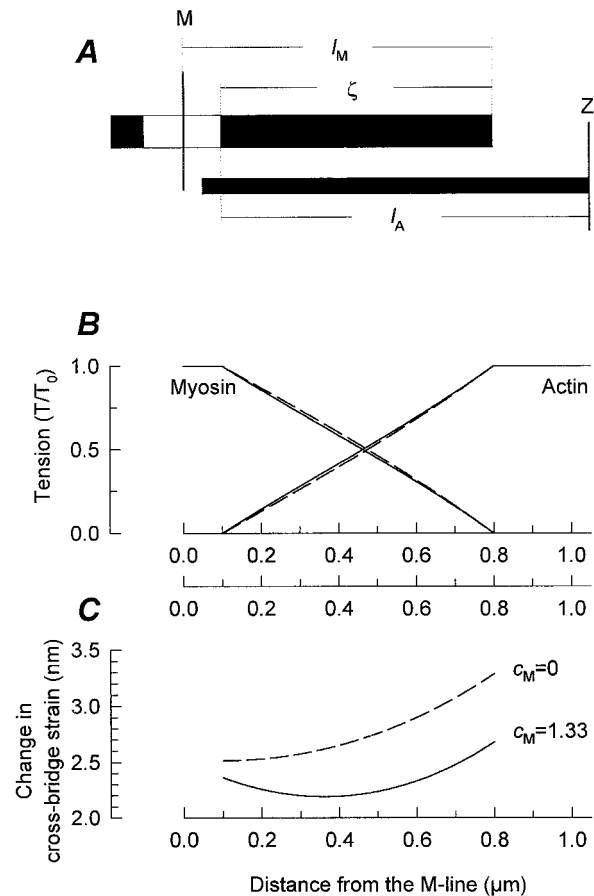 A
M
l_M
ζ
Z
l_A
B
Tension (T/T₀)
1.0
0.5
0.0
Myosin
Actin
0.0 0.2 0.4 0.6 0.8 1.0
0.0 0.2 0.4 0.6 0.8 1.0
C
Change in
cross-bridge strain (nm)
3.5
3.0
2.5
2.0
c_M=0
c_M=1.33
0.0 0.2 0.4 0.6 0.8 1.0
Distance from the M-line (µm)